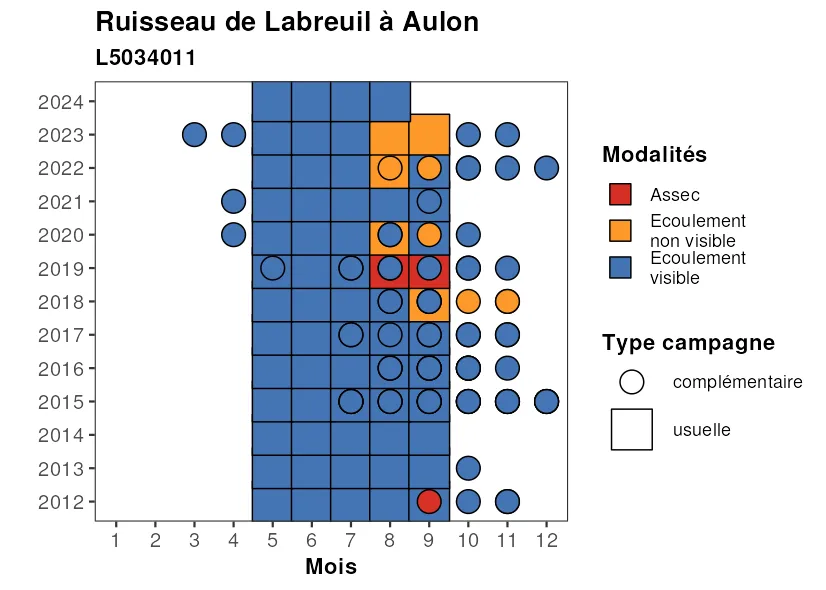 Ruisseau de Labreuil à Aulon
L5034011
2024
2023
2022
2021
2020
2019
2018
2017
2016
2015
2014
2013
2012
1 2 3 4 5 6 7 8 9 10 11 12
Mois
Modalités
Assec
Ecoulement
non visible
Ecoulement
visible
Type campagne
complémentaire
usuelle